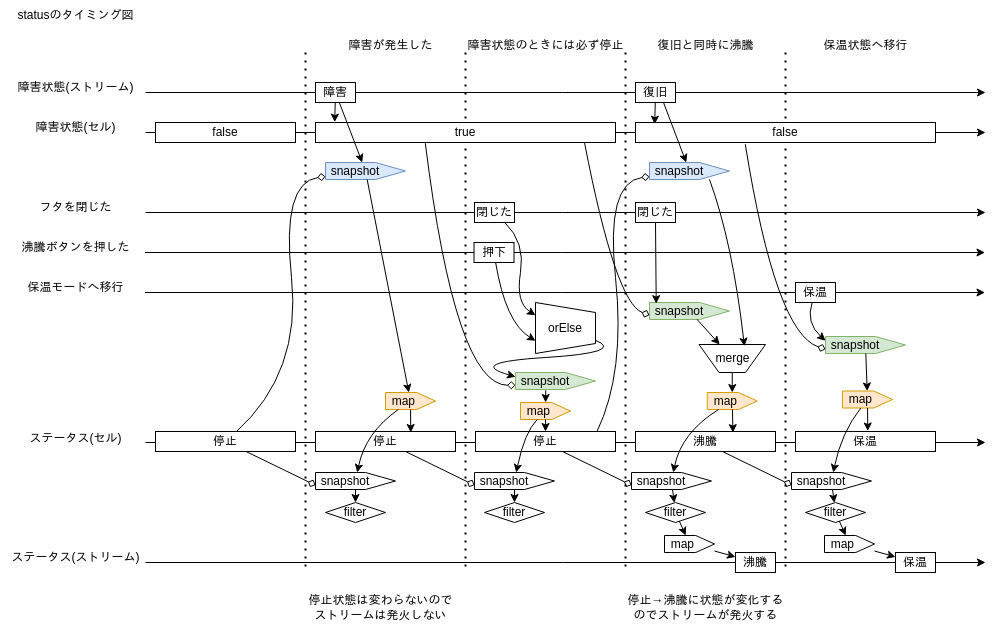 statusのタイミング図
障害が発生した
障害状態のときには必ず停止
復旧と同時に沸騰
保温状態へ移行
障害状態(ストリーム)
障害
復旧
障害状態(セル)
false
true
false
snapshot
snapshot
フタを閉じた
閉じた
閉じた
沸騰ボタンを押した
押下
保温モードへ移行
保温
snapshot
orElse
snapshot
merge
snapshot
map
map
map
map
ステータス(セル)
停止
停止
停止
沸騰
保温
snapshot
snapshot
snapshot
snapshot
filter
filter
filter
filter
map
map
ステータス(ストリーム)
沸騰
保温
停止状態は変わらないので
ストリームは発火しない
停止→沸騰に状態が変化する
のでストリームが発火する